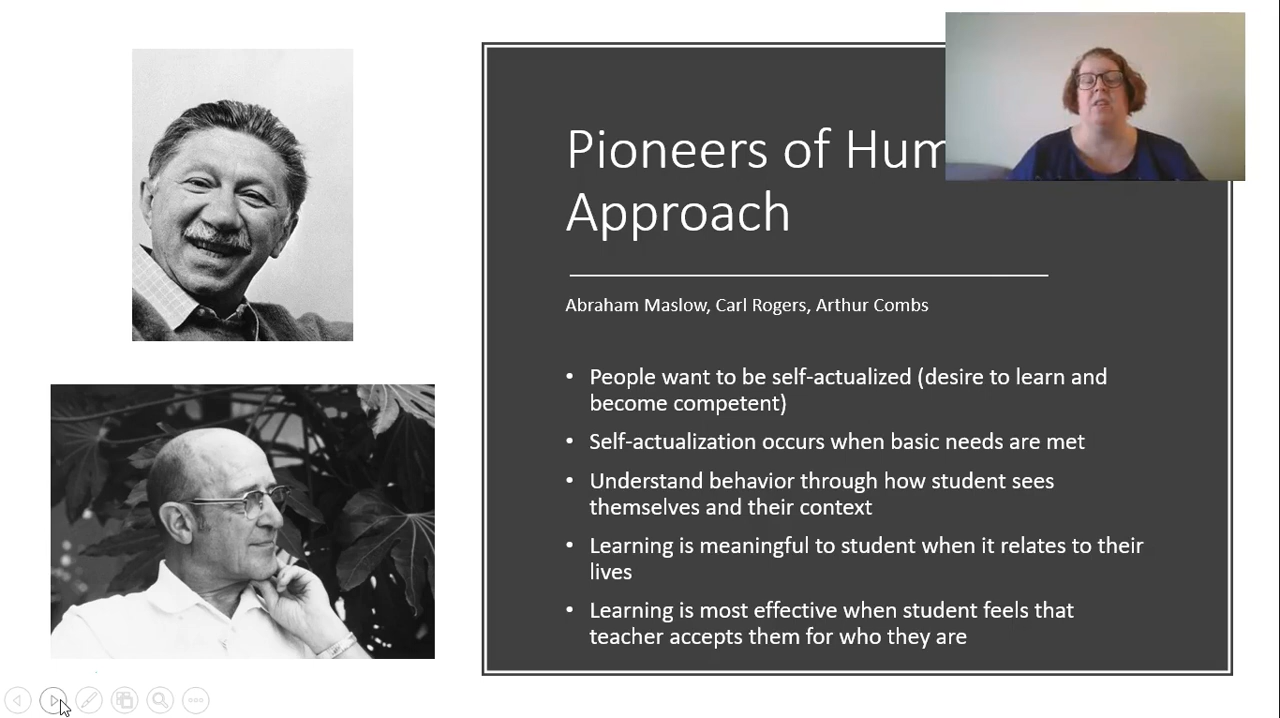 Pioneers of Hum
Approach
Abraham Maslow, Carl Rogers, Arthur Combs
• People want to be self-actualized (desire to learn and
become competent)
• Self-actualization occurs when basic needs are met
• Understand behavior through how student sees
themselves and their context
• Learning is meaningful to student when it relates to their
lives
• Learning is most effective when student feels that
teacher accepts them for who they are